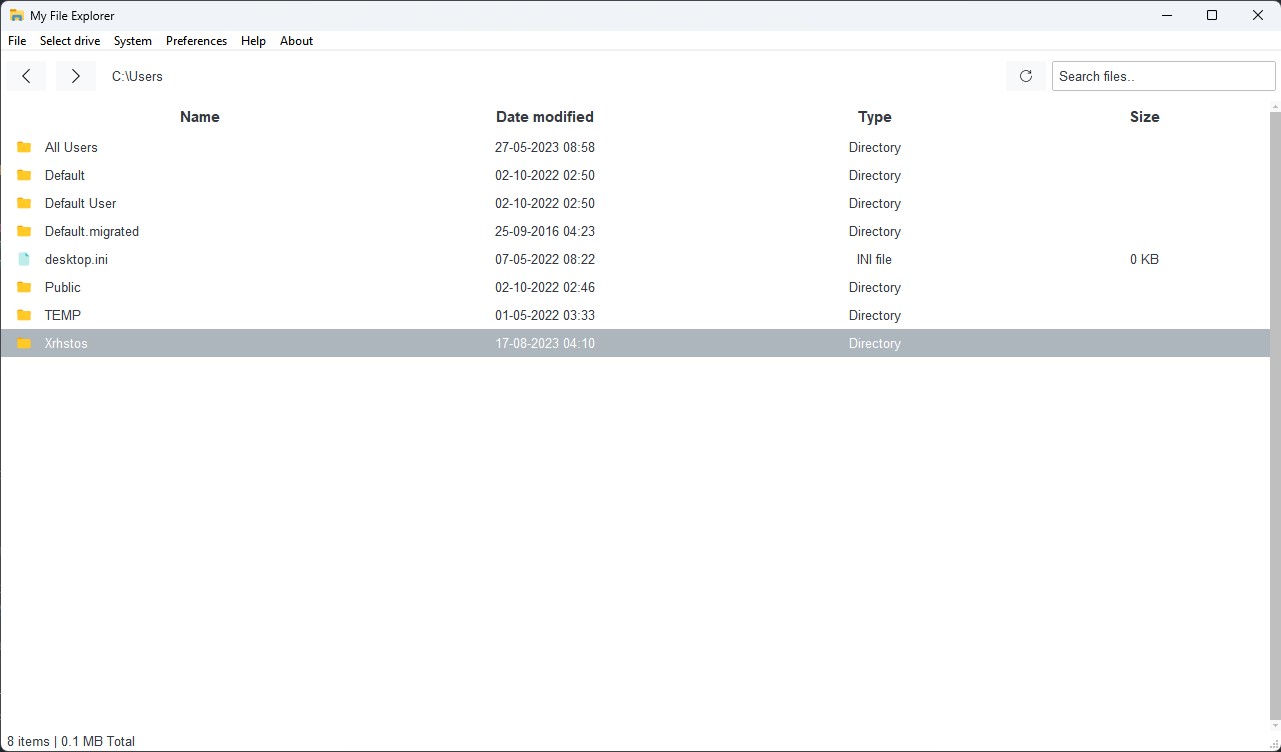 My File Explorer
File Select drive System Preferences Help About
C:\Users Search files..
Name Date modified Type Size
All Users 27-05-2023 08:58 Directory
Default 02-10-2022 02:50 Directory
Default User 02-10-2022 02:50 Directory
Default.migrated 25-09-2016 04:23 Directory
desktop.ini 07-05-2022 08:22 INI file 0 KB
Public 02-10-2022 02:46 Directory
TEMP 01-05-2022 03:33 Directory
Xrhstos 17-08-2023 04:10 Directory
8 items | 0.1 MB Total